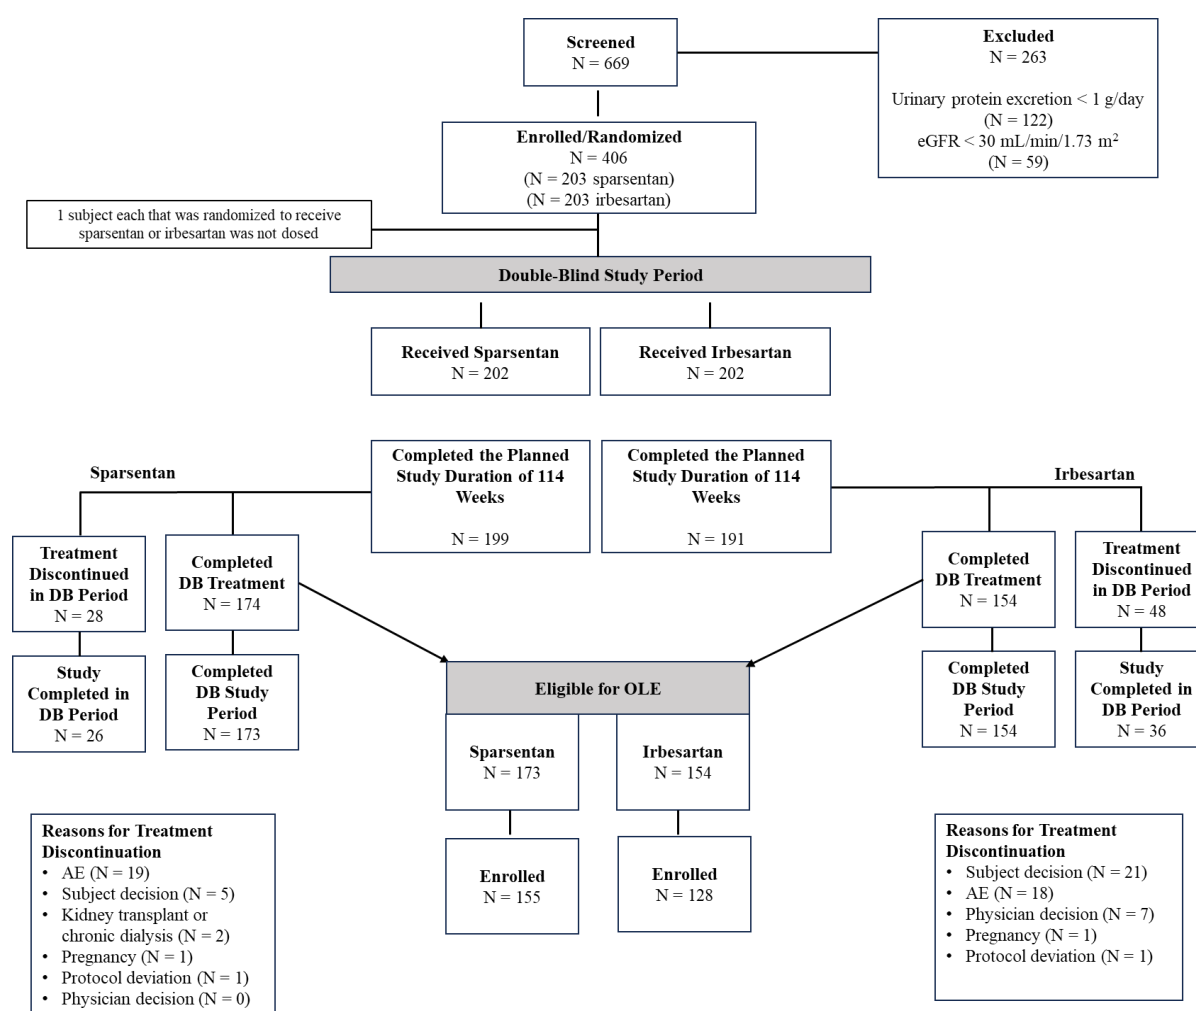 Screened
N = 669
Excluded
N = 263
Urinary protein excretion < 1 g/day
(N = 122)
eGFR < 30 mL/min/1.73 m²
(N = 59)
Enrolled/Randomized
N = 406
(N = 203 sparsentan)
(N = 203 irbesartan)
1 subject each that was randomized to receive
sparsentan or irbesartan was not dosed
Double-Blind Study Period
Received Sparsentan
N = 202
Received Irbesartan
N = 202
Sparsentan
Completed the Planned
Study Duration of 114
Weeks
N = 199
Completed the Planned
Study Duration of 114
Weeks
N = 191
Irbesartan
Treatment
Discontinued
in DB Period
N = 28
Completed
DB Treatment
N = 174
Completed
DB Treatment
N = 154
Treatment
Discontinued
in DB Period
N = 48
Study
Completed in
DB Period
N = 26
Completed
DB Study
Period
N = 173
Eligible for OLE
Completed
DB Study
Period
N = 154
Study
Completed in
DB Period
N = 36
Sparsentan
N = 173
Irbesartan
N = 154
Enrolled
N = 155
Enrolled
N = 128
Reasons for Treatment
Discontinuation
• AE (N = 19)
• Subject decision (N = 5)
• Kidney transplant or
chronic dialysis (N = 2)
• Pregnancy (N = 1)
• Protocol deviation (N = 1)
• Physician decision (N = 0)
Reasons for Treatment
Discontinuation
• Subject decision (N = 21)
• AE (N = 18)
• Physician decision (N = 7)
• Pregnancy (N = 1)
• Protocol deviation (N = 1)